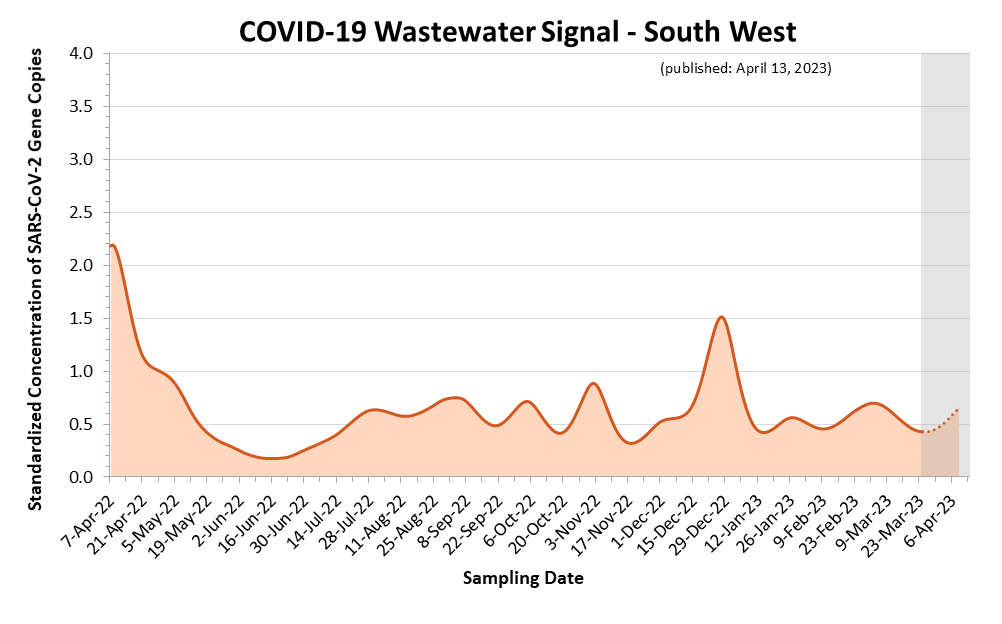 COVID-19 Wastewater Signal - South West
(published: April 13, 2023)
Standardized Concentration of SARS-CoV-2 Gene Copies
4.0
3.5
3.0
2.5
2.0
1.5
1.0
0.5
0.0
7-Apr-22
21-Apr-22
5-May-22
19-May-22
2-Jun-22
16-Jun-22
30-Jun-22
14-Jul-22
28-Jul-22
11-Aug-22
25-Aug-22
8-Sep-22
22-Sep-22
6-Oct-22
20-Oct-22
3-Nov-22
17-Nov-22
1-Dec-22
15-Dec-22
29-Dec-22
12-Jan-23
26-Jan-23
9-Feb-23
23-Feb-23
9-Mar-23
23-Mar-23
6-Apr-23
Sampling Date